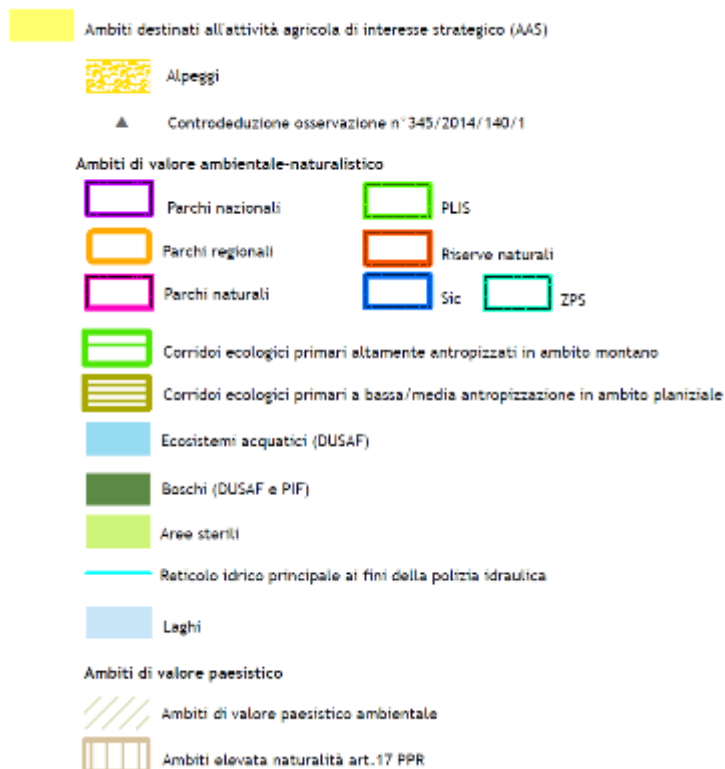 Ambiti destinati all'attività agricola di interesse strategico (AAS)
Alpeggi
Controdeduzione osservazione n°345/2014/140/1
Ambiti di valore ambientale-naturalistico
Parchi nazionali
PLIS
Parchi regionali
Riserve naturali
Parchi naturali
Sic
ZPS
Corridoi ecologici primari altamente antropizzati in ambito montano
Corridoi ecologici primari a bassa/media antropizzazione in ambito planiziale
Ecosistemi acquatici (DUSAF)
Boschi (DUSAF e PIF)
Aree sterili
Reticolo idrico principale ai fini della polizia idraulica
Laghi
Ambiti di valore paesistico
Ambiti di valore paesistico ambientale
Ambiti elevata naturalità art.17 PPR